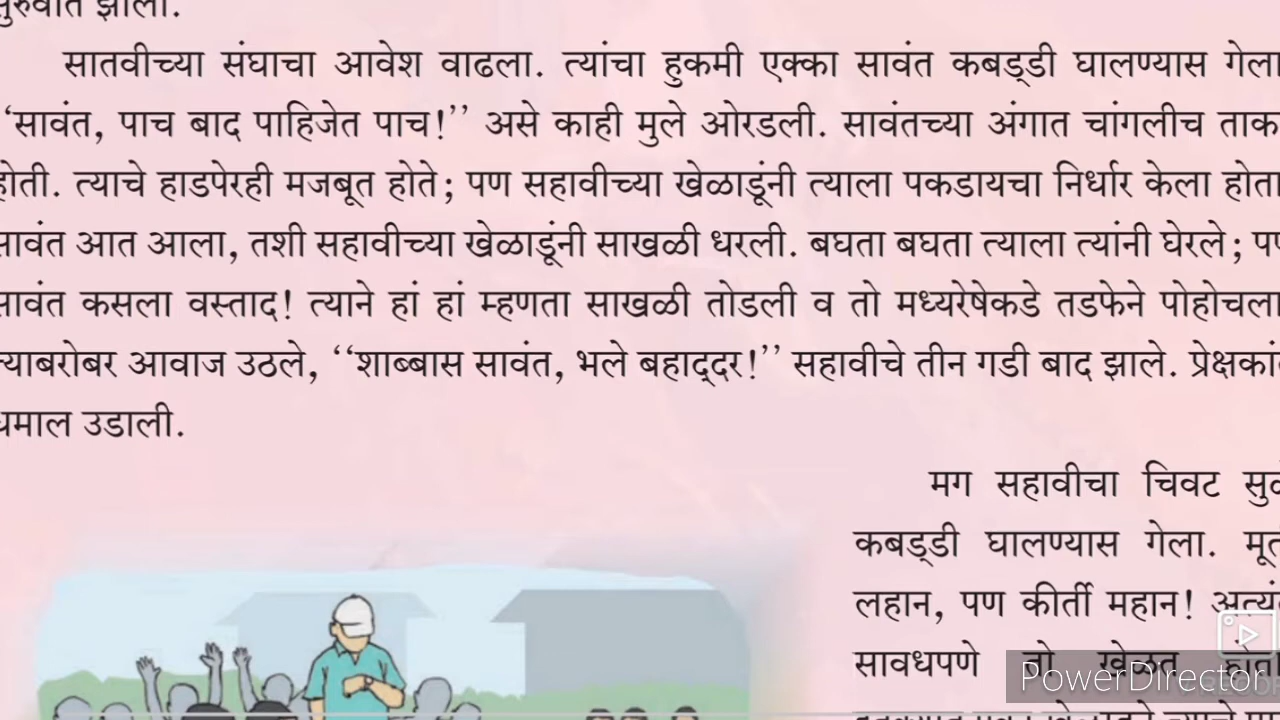 सुरुवात झाली.
सातवीच्या संघाचा आवेश वाढला. त्यांचा हुकमी एक्का सावंत कबड्डी घालण्यास गेला
‘सावंत, पाच बाद पाहिजेत पाच!’’ असे काही मुले ओरडली. सावंतच्या अंगात चांगलीच
होती. त्याचे हाडपेरही मजबूत होते; पण सहावीच्या खेळाडूंनी त्याला पकडायचा निर्धार केला होता
सावंत आत आला, तशी सहावीच्या खेळाडूंनी साखळी धरली. बघता बघता त्याला त्यांनी घेरले; पण
सावंत कसला वस्ताद! त्याने हां हां म्हणता साखळी तोडली व तो मध्यरेषेकडे तडफेने पोहोचला
त्याबरोबर आवाज उठले, ‘‘शाब्बास सावंत, भले बहाद्दर!’’ सहावीचे तीन गडी बाद झाले. प्रेक्षकांत
धमाल उडाली.
मग सहावीचा चिवट
कबड्डी घालण्यास गेला.
लहान, पण कीर्ती महान!
सावधपणे तो खेळत होता
PowerDirector